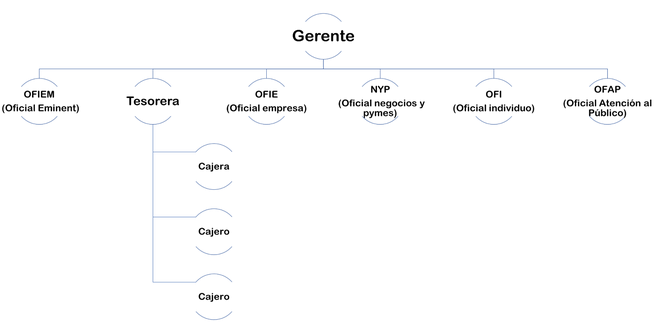 Gerente
OFIEM
(Oficial Eminent)
Tesorera
OFIE
(Oficial empresa)
NYP
(Oficial negocios y
pymes)
OFI
(Oficial individuo)
OFAP
(Oficial Atención al
Público)
Cajera
Cajero
Cajero